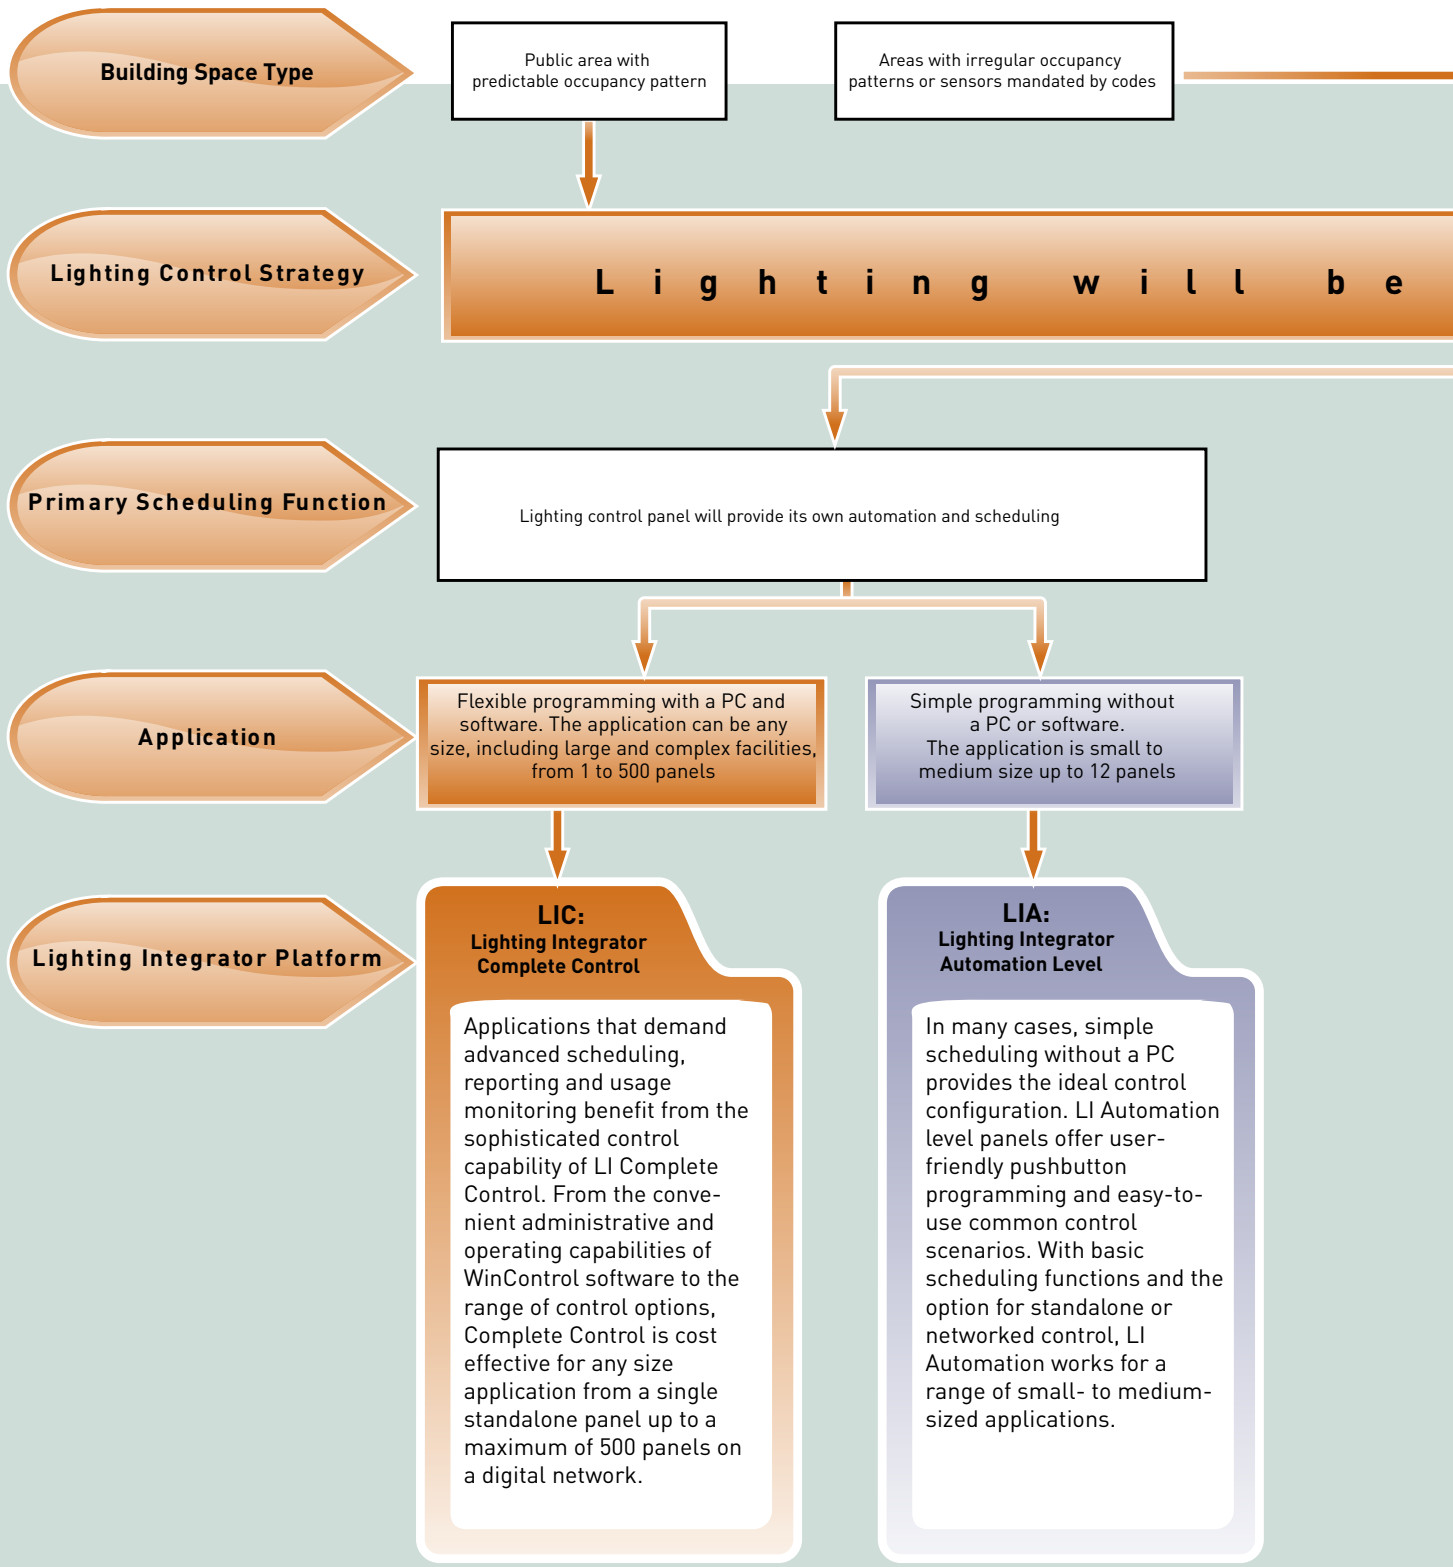 Building Space Type
Public area with
predictable occupancy pattern
Areas with irregular occupancy
patterns or sensors mandated by codes
Lighting Control Strategy
Lighting will be
Primary Scheduling Function
Lighting control panel will provide its own automation and scheduling
Application
Flexible programming with a PC and
software. The application can be any
size, including large and complex facilities,
from 1 to 500 panels
Simple programming without
a PC or software.
The application is small to
medium size up to 12 panels
Lighting Integrator Platform
LIC:
Lighting Integrator
Complete Control
Applications that demand
advanced scheduling,
reporting and usage
monitoring benefit from the
sophisticated control
capability of LI Complete
Control. From the conve-
nient administrative and
operating capabilities of
WinControl software to the
range of control options,
Complete Control is cost
effective for any size
application from a single
standalone panel up to a
maximum of 500 panels on
a digital network.
LIA:
Lighting Integrator
Automation Level
In many cases, simple
scheduling without a PC
provides the ideal control
configuration. LI Automation
level panels offer user-
friendly pushbutton
programming and easy-to-
use common control
scenarios. With basic
scheduling functions and the
option for standalone or
networked control, LI
Automation works for a
range of small- to medium-
sized applications.